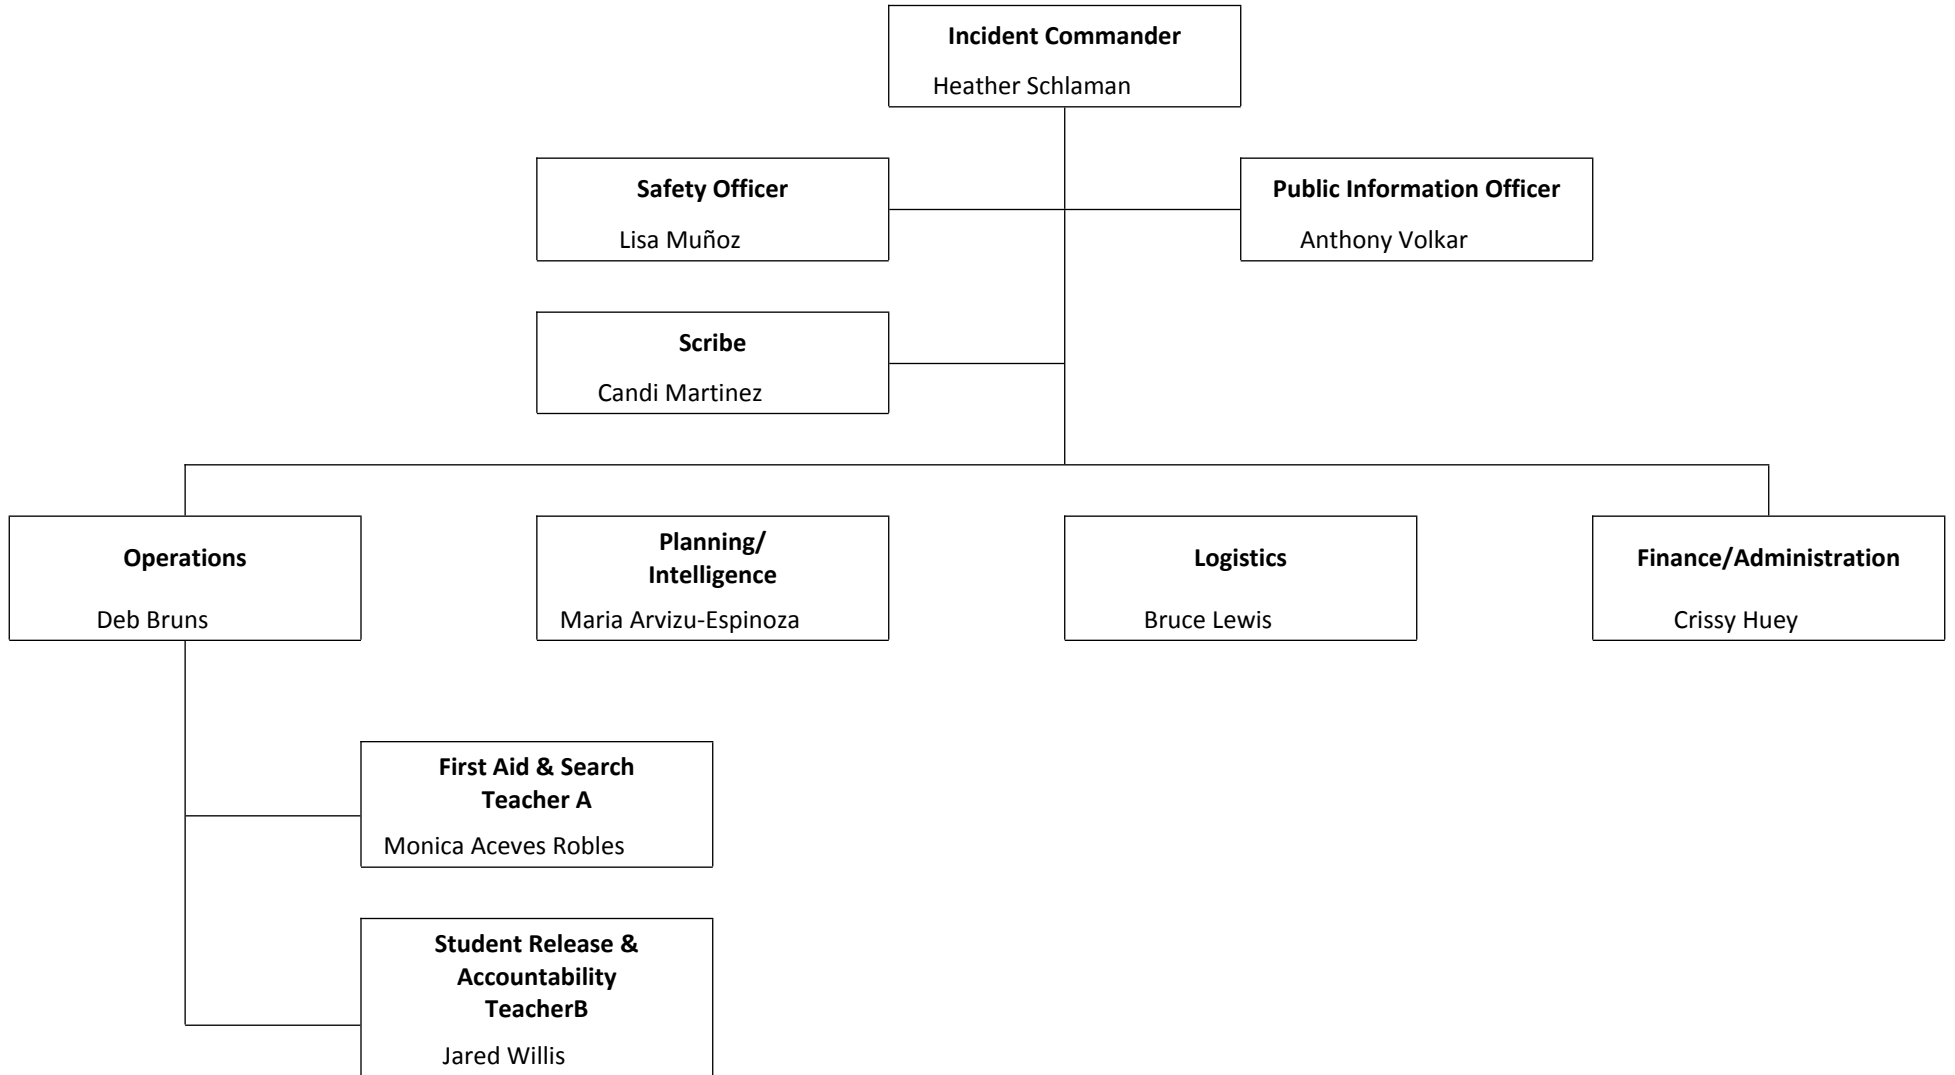 Incident Commander
Heather Schlaman
Safety Officer
Lisa Muñoz
Public Information Officer
Anthony Volkar
Scribe
Candi Martinez
Operations
Deb Bruns
Planning/
Intelligence
Maria Arvizu-Espinoza
Logistics
Bruce Lewis
Finance/Administration
Crissy Huey
First Aid & Search
Teacher A
Monica Aceves Robles
Student Release &
Accountability
TeacherB
Jared Willis